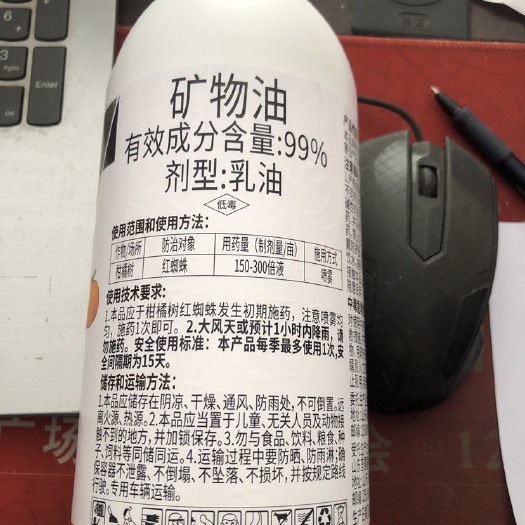 矿物油
有效成分含量:99%
剂型:乳油
低毒
使用范围和使用方法:
作物/场所 防治对象 用药量（制剂量/亩） 施用方式
柑橘树 红蜘蛛 150-300倍液 喷雾
使用技术要求:
1.本品应于柑橘树红蜘蛛发生初期施药，注意喷雾均
匀，施药1次即可。2.大风天或预计1小时内降雨，请
勿施药。安全使用标准：本产品每季最多使用1次,安
全间隔期为15天。
储存和运输方法:
1.本品应储存在阴凉、干燥、通风、防雨处,不可倒置。远
离火源、热源。2.本品应当置于儿童、无关人员及动物接
触不到的地方,并加锁保存。3.勿与食品、饮料、粮食、种
子、饲料等同储同运。4.运输过程中要防晒、防雨淋;确
保容器不泄露、不倒塌、不坠落、不损坏,并按规定路线
行驶。专用车辆运输。
Enter
PgDn
3
Del
广场
会
12